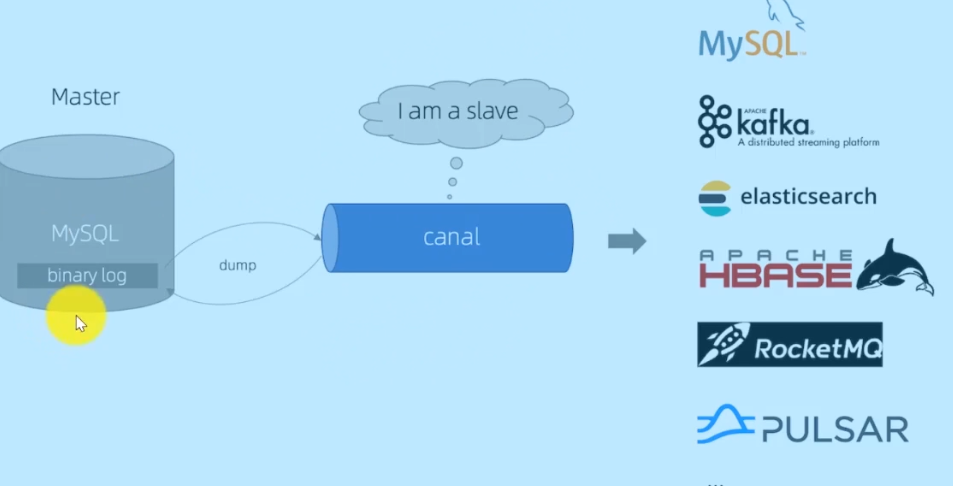 Master
MySQL
binary log
dump
I am a slave
canal
MySQL
APACHE
kafka®
A distributed streaming platform
elasticsearch
APACHE
HBASE
RocketMQ
PULSAR